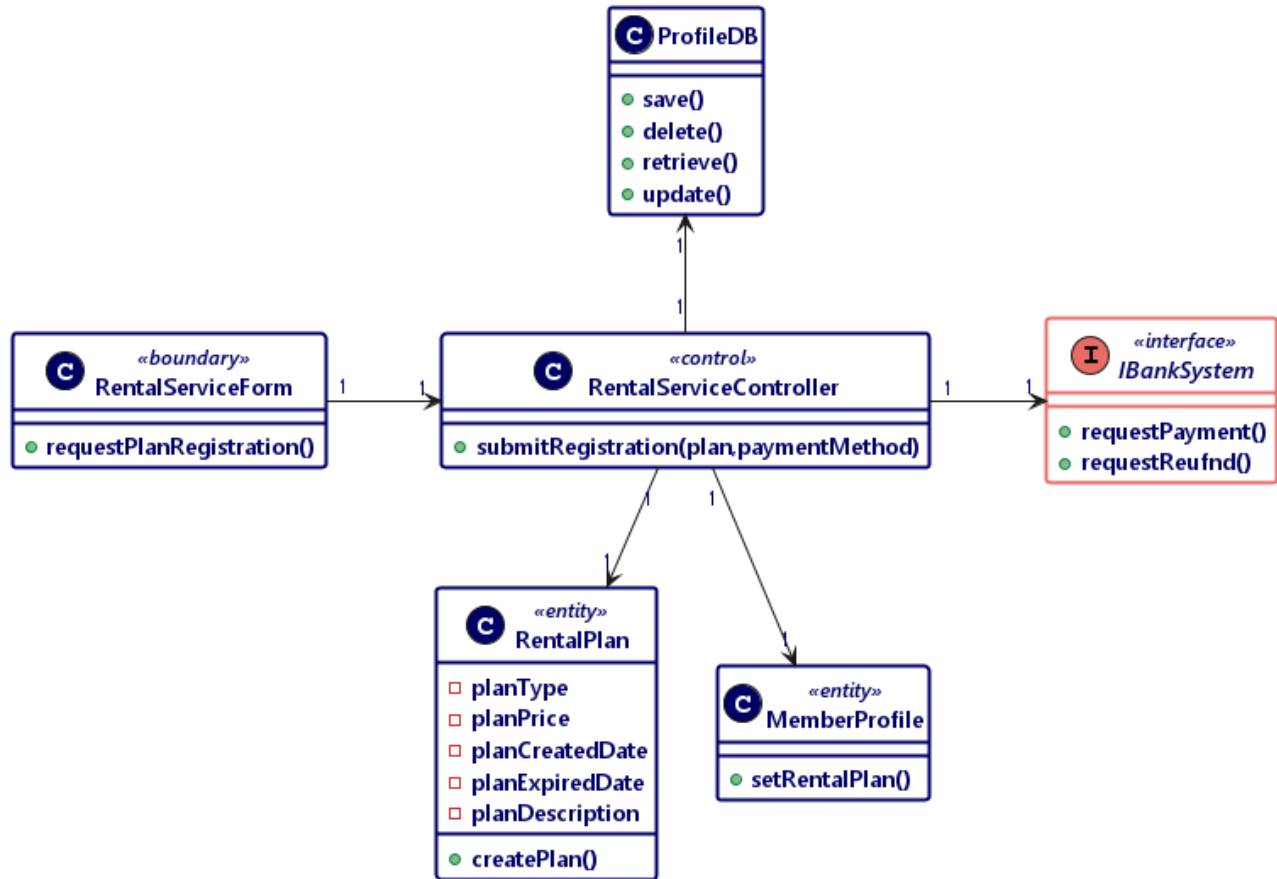 C ProfileDB
save()
delete()
retrieve()
update()
1
1
«boundary»
C RentalServiceForm
requestPlanRegistration()
1
1
«control»
C RentalServiceController
submitRegistration(plan,paymentMethod)
1
1
«interface»
I IBankSystem
requestPayment()
requestReufnd()
1
1
1
1
«entity»
C RentalPlan
planType
planPrice
planCreatedDate
planExpiredDate
planDescription
createPlan()
«entity»
C MemberProfile
setRentalPlan()